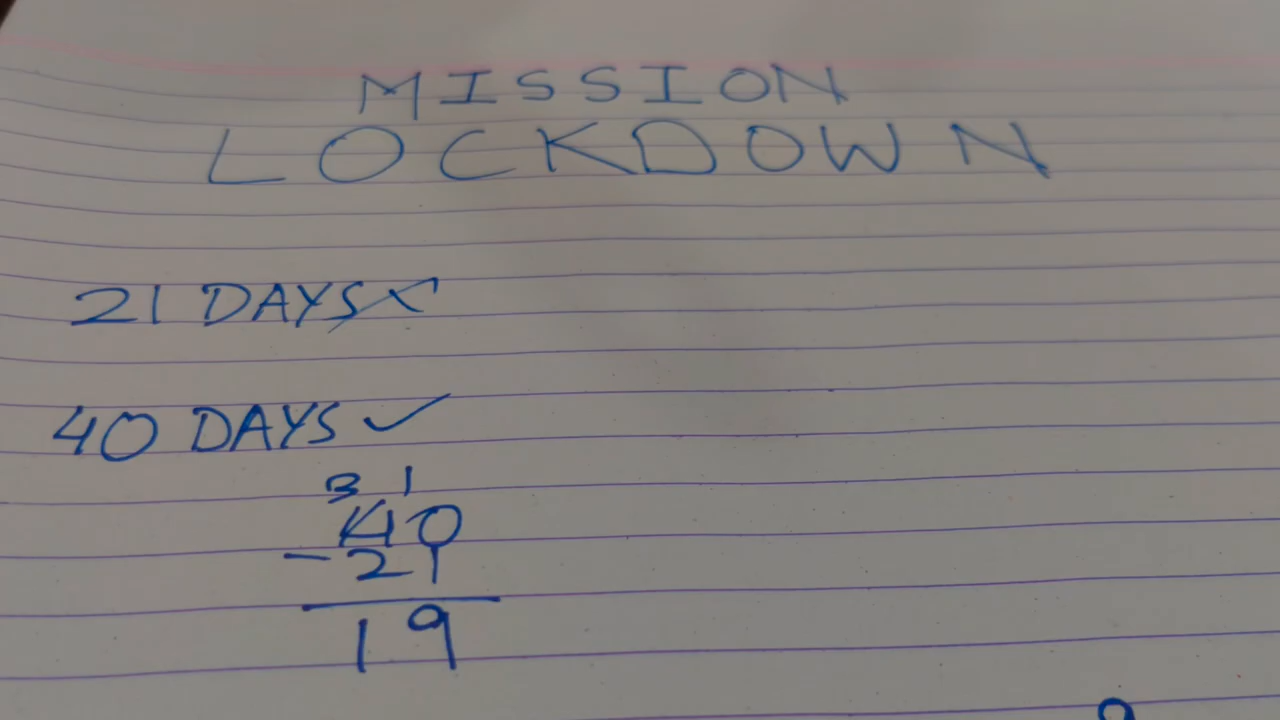 MISSION
LOCKDOWN
21 DAYS ×
40 DAYS ✓
3 1
40
- 21
19